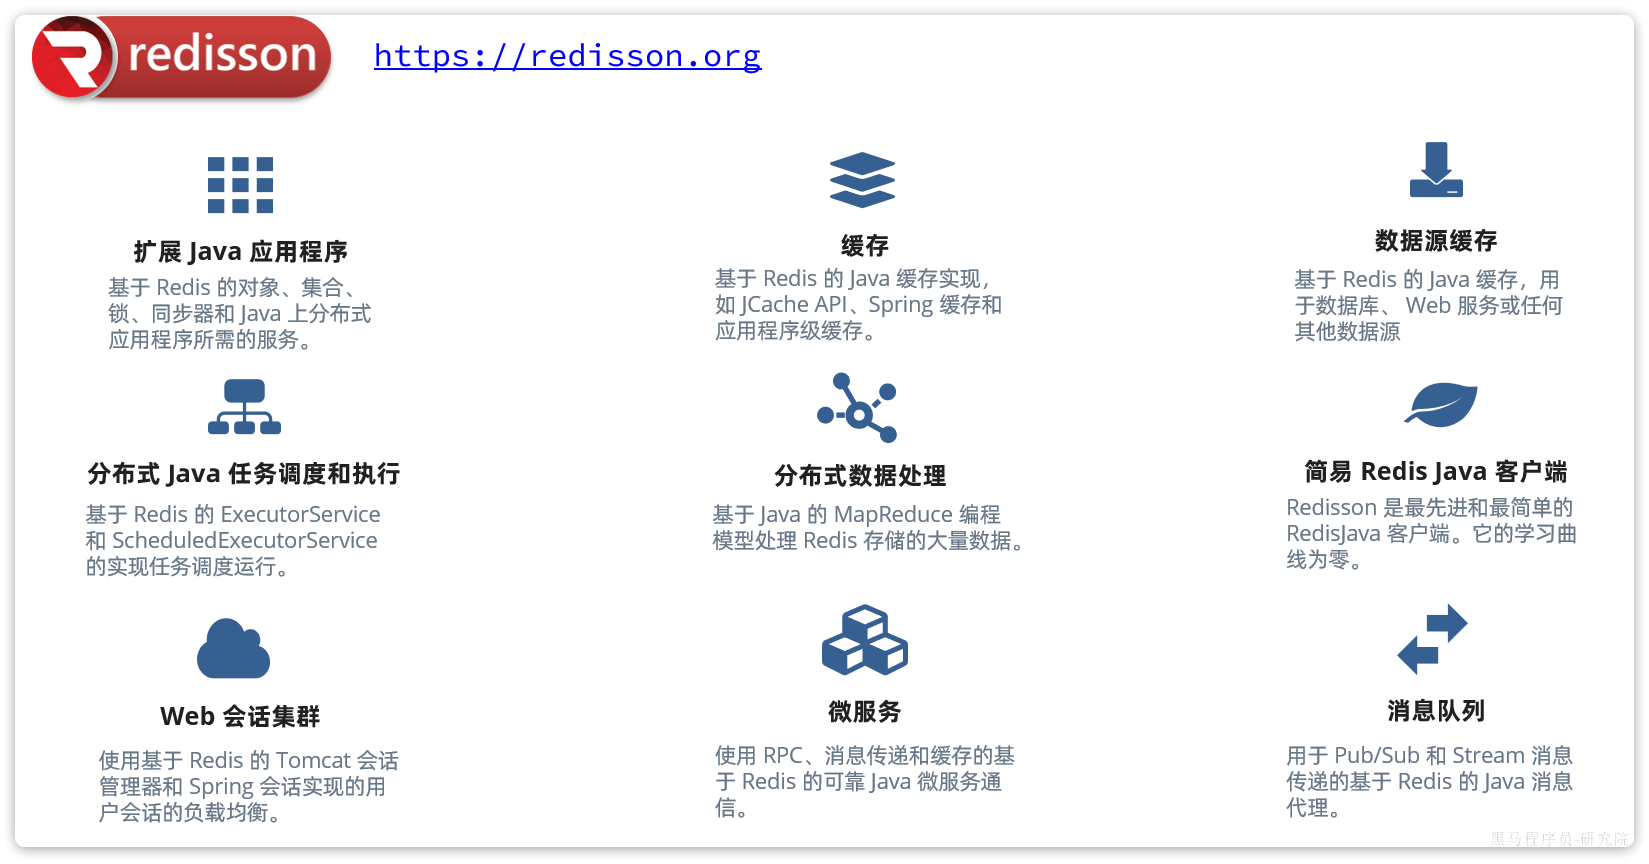 redisson
https://redisson.org
扩展 Java 应用程序
基于 Redis 的对象、集合、
锁、同步器和 Java 上分布式
应用程序所需的服务。
缓存
基于 Redis 的 Java 缓存实现，
如 JCache API、Spring 缓存和
应用程序级缓存。
数据源缓存
基于 Redis 的 Java 缓存，用
于数据库、 Web 服务或任何
其他数据源
分布式 Java 任务调度和执行
基于 Redis 的 ExecutorService
和 ScheduledExecutorService
的实现任务调度运行。
分布式数据处理
基于 Java 的 MapReduce 编程
模型处理 Redis 存储的大量数据。
简易 Redis Java 客户端
Redisson 是最先进和最简单的
RedisJava 客户端。它的学习曲
线为零。
Web 会话集群
使用基于 Redis 的 Tomcat 会话
管理器和 Spring 会话实现的用
户会话的负载均衡。
微服务
使用 RPC、消息传递和缓存的基
于 Redis 的可靠 Java 微服务通
信。
消息队列
用于 Pub/Sub 和 Stream 消息
传递的基于 Redis 的 Java 消息
代理。
黑马程序员-研究院